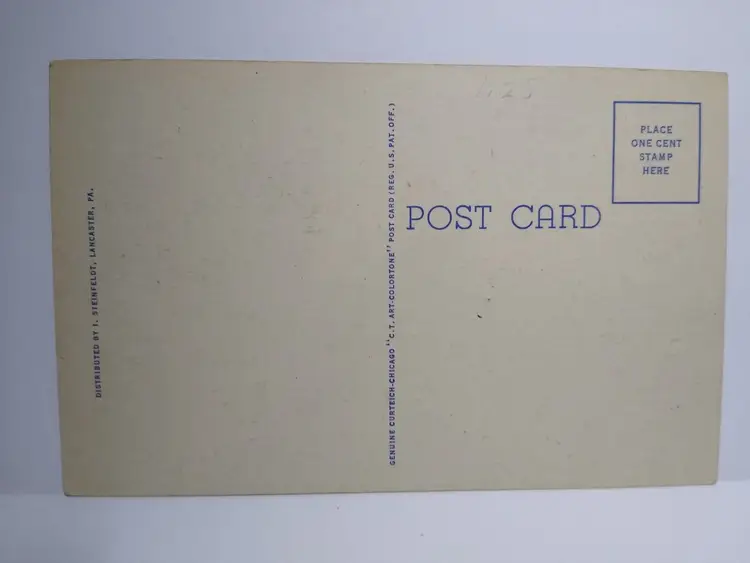 DISTRIBUTED BY I. STEINFELDT, LANCASTER, PA.
GENUINE CURTEICH-CHICAGO "C.T. ART-COLORTONE" POST CARD (REG. U.S. PAT. OFF.)
POST CARD
PLACE
ONE CENT
STAMP
HERE